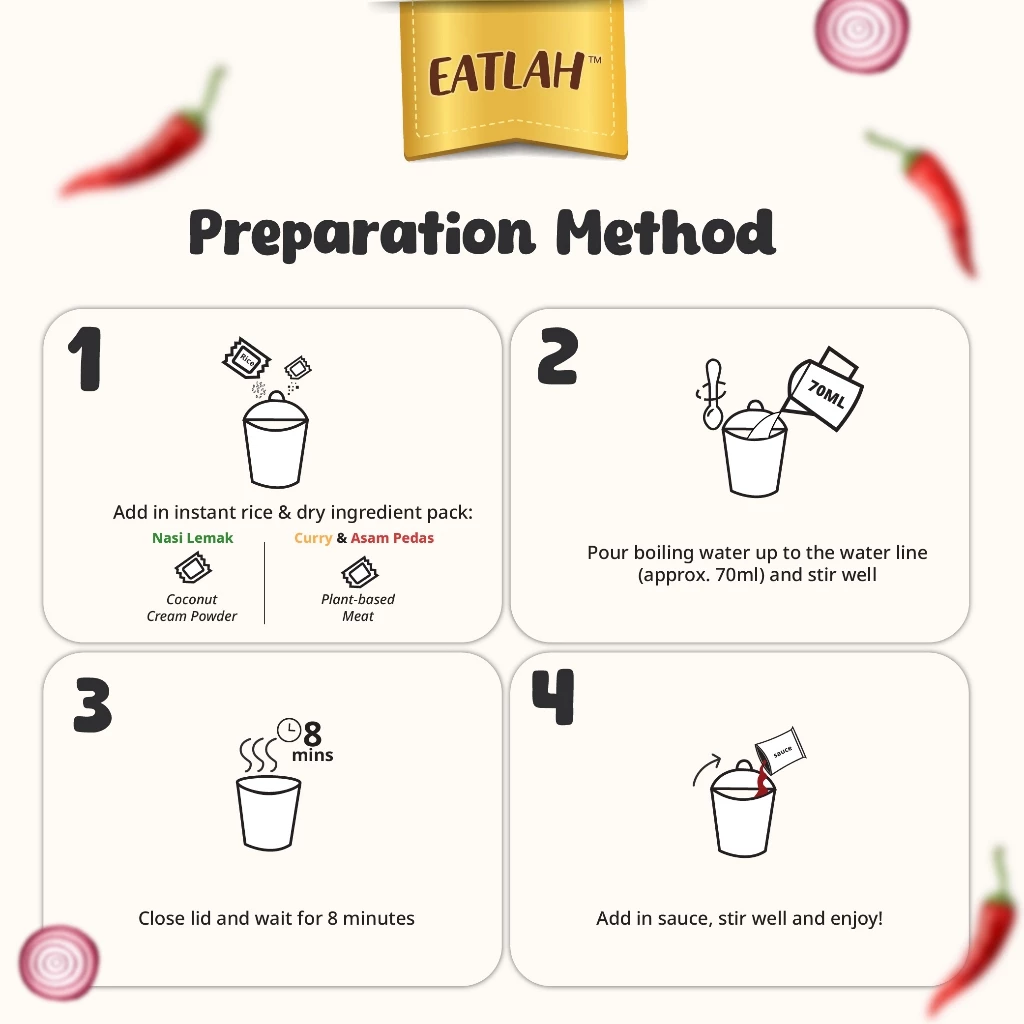 EATLAH™
Preparation Method
1
Rice
Add in instant rice & dry ingredient pack:
Nasi Lemak
Curry & Asam Pedas
Coconut
Cream Powder
Plant-based
Meat
2
70ML
Pour boiling water up to the water line
(approx. 70ml) and stir well
3
8
mins
Close lid and wait for 8 minutes
4
sauce
Add in sauce, stir well and enjoy!